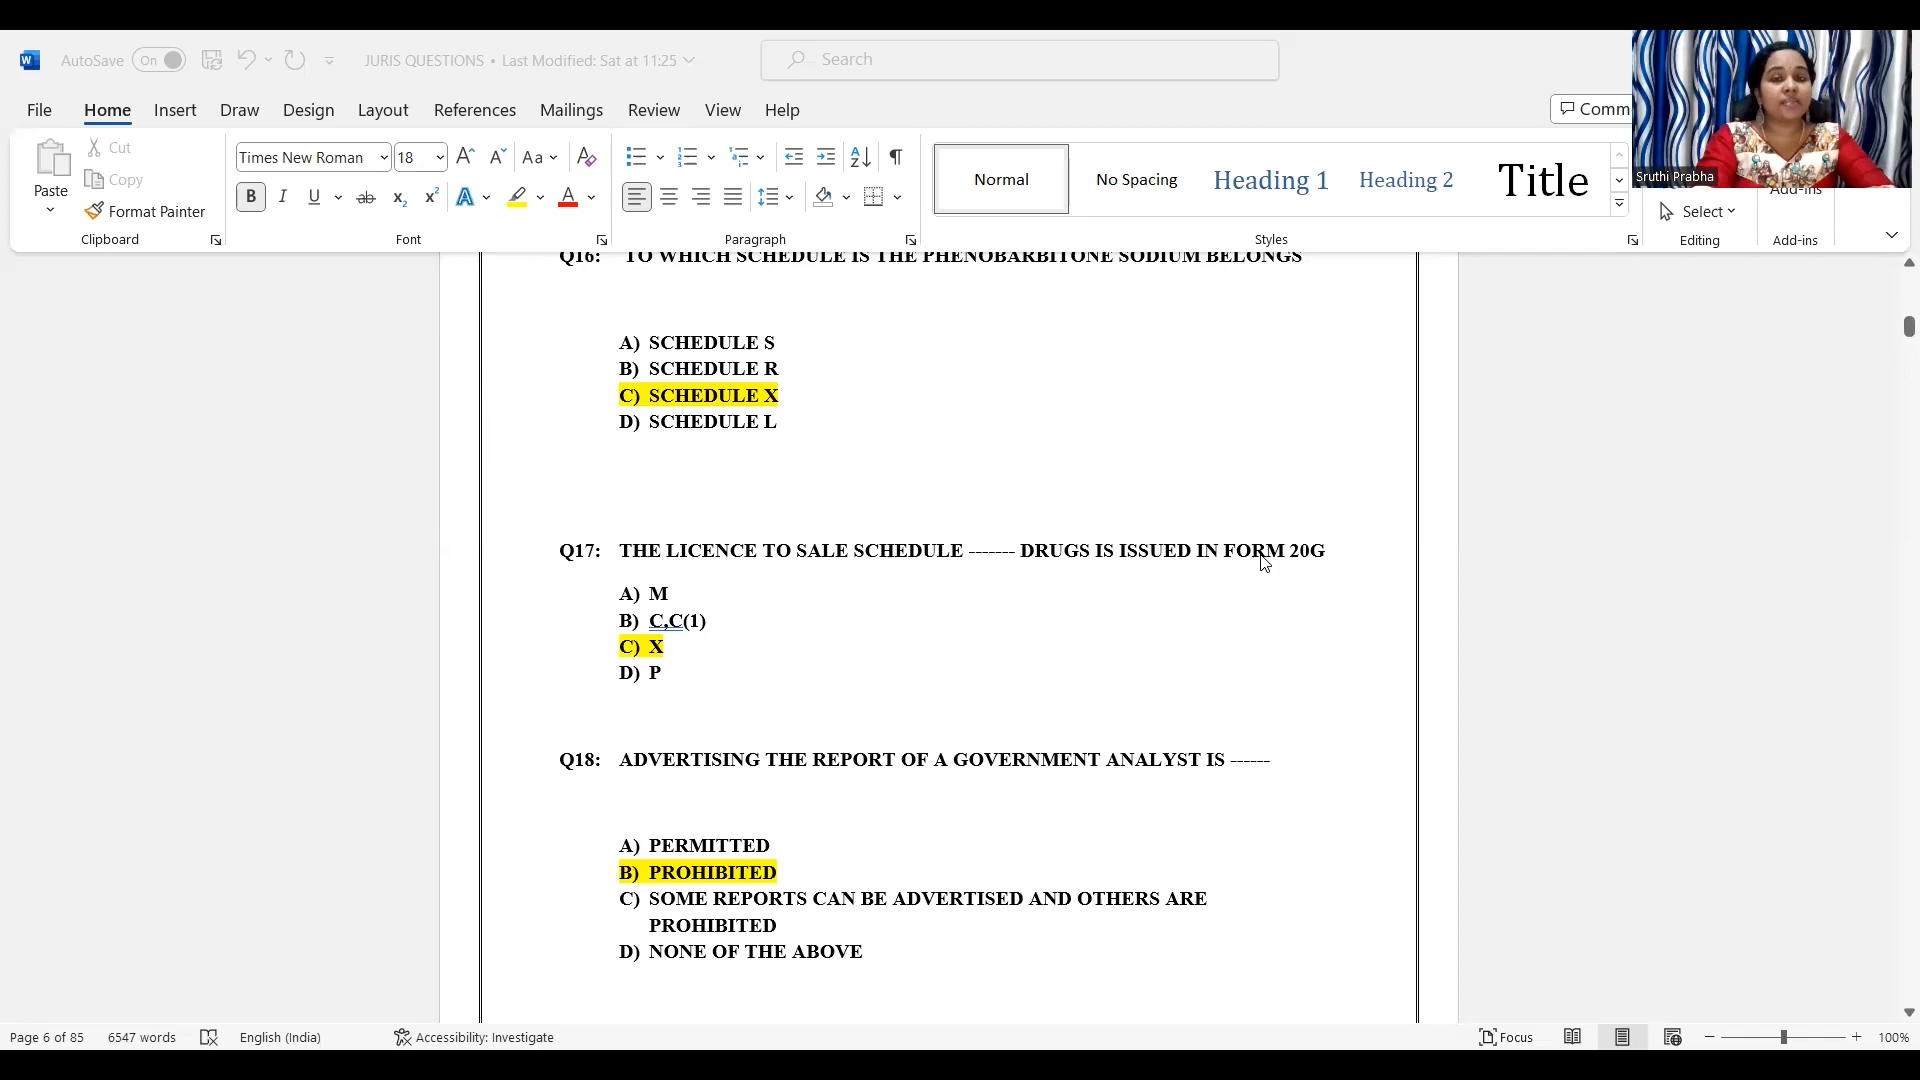 AutoSave On JURIS QUESTIONS • Last Modified: Sat at 11:25 Search
File Home Insert Draw Design Layout References Mailings Review View Help Comm
Sruthi Prabha
Paste
Cut
Copy
Format Painter
Clipboard
Times New Roman 18
Font
Paragraph
Normal No Spacing Heading 1 Heading 2 Title
Styles
Select
Editing
Add-ins
Add-ins
Q16: TO WHICH SCHEDULE IS THE PHENOBARBITONE SODIUM BELONGS
A) SCHEDULE S
B) SCHEDULE R
C) SCHEDULE X
D) SCHEDULE L
Q17: THE LICENCE TO SALE SCHEDULE ------- DRUGS IS ISSUED IN FORM 20G
A) M
B) C,C(1)
C) X
D) P
Q18: ADVERTISING THE REPORT OF A GOVERNMENT ANALYST IS ------
A) PERMITTED
B) PROHIBITED
C) SOME REPORTS CAN BE ADVERTISED AND OTHERS ARE
PROHIBITED
D) NONE OF THE ABOVE
Page 6 of 85 6547 words English (India) Accessibility: Investigate Focus 100%